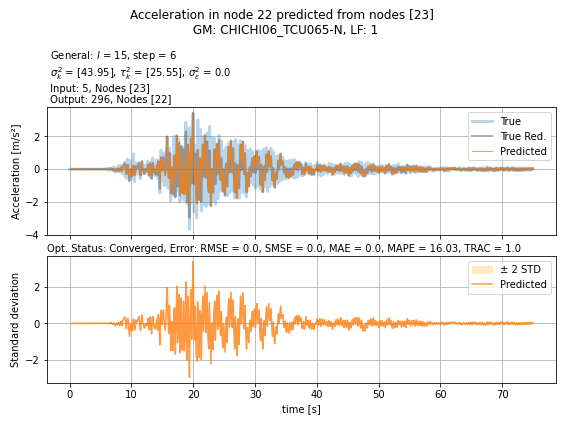 Acceleration in node 22 predicted from nodes [23]
GM: CHICHI06_TCU065-N, LF: 1
General: l = 15, step = 6
σ²ₖ = [43.95], τ²ₖ = [25.55], σ²ε = 0.0
Input: 5, Nodes [23]
Output: 296, Nodes [22]
True
True Red.
Predicted
Acceleration [m/s²]
2
0
−2
−4
Opt. Status: Converged, Error: RMSE = 0.0, SMSE = 0.0, MAE = 0.0, MAPE = 16.03, TRAC = 1.0
± 2 STD
Predicted
Standard deviation
2
0
−2
0 10 20 30 40 50 60 70
time [s]